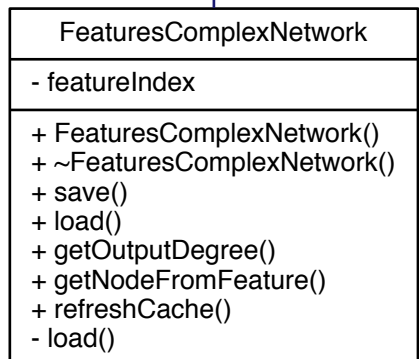 FeaturesComplexNetwork
- featureIndex
+ FeaturesComplexNetwork()
+ ~FeaturesComplexNetwork()
+ save()
+ load()
+ getOutputDegree()
+ getNodeFromFeature()
+ refreshCache()
- load()